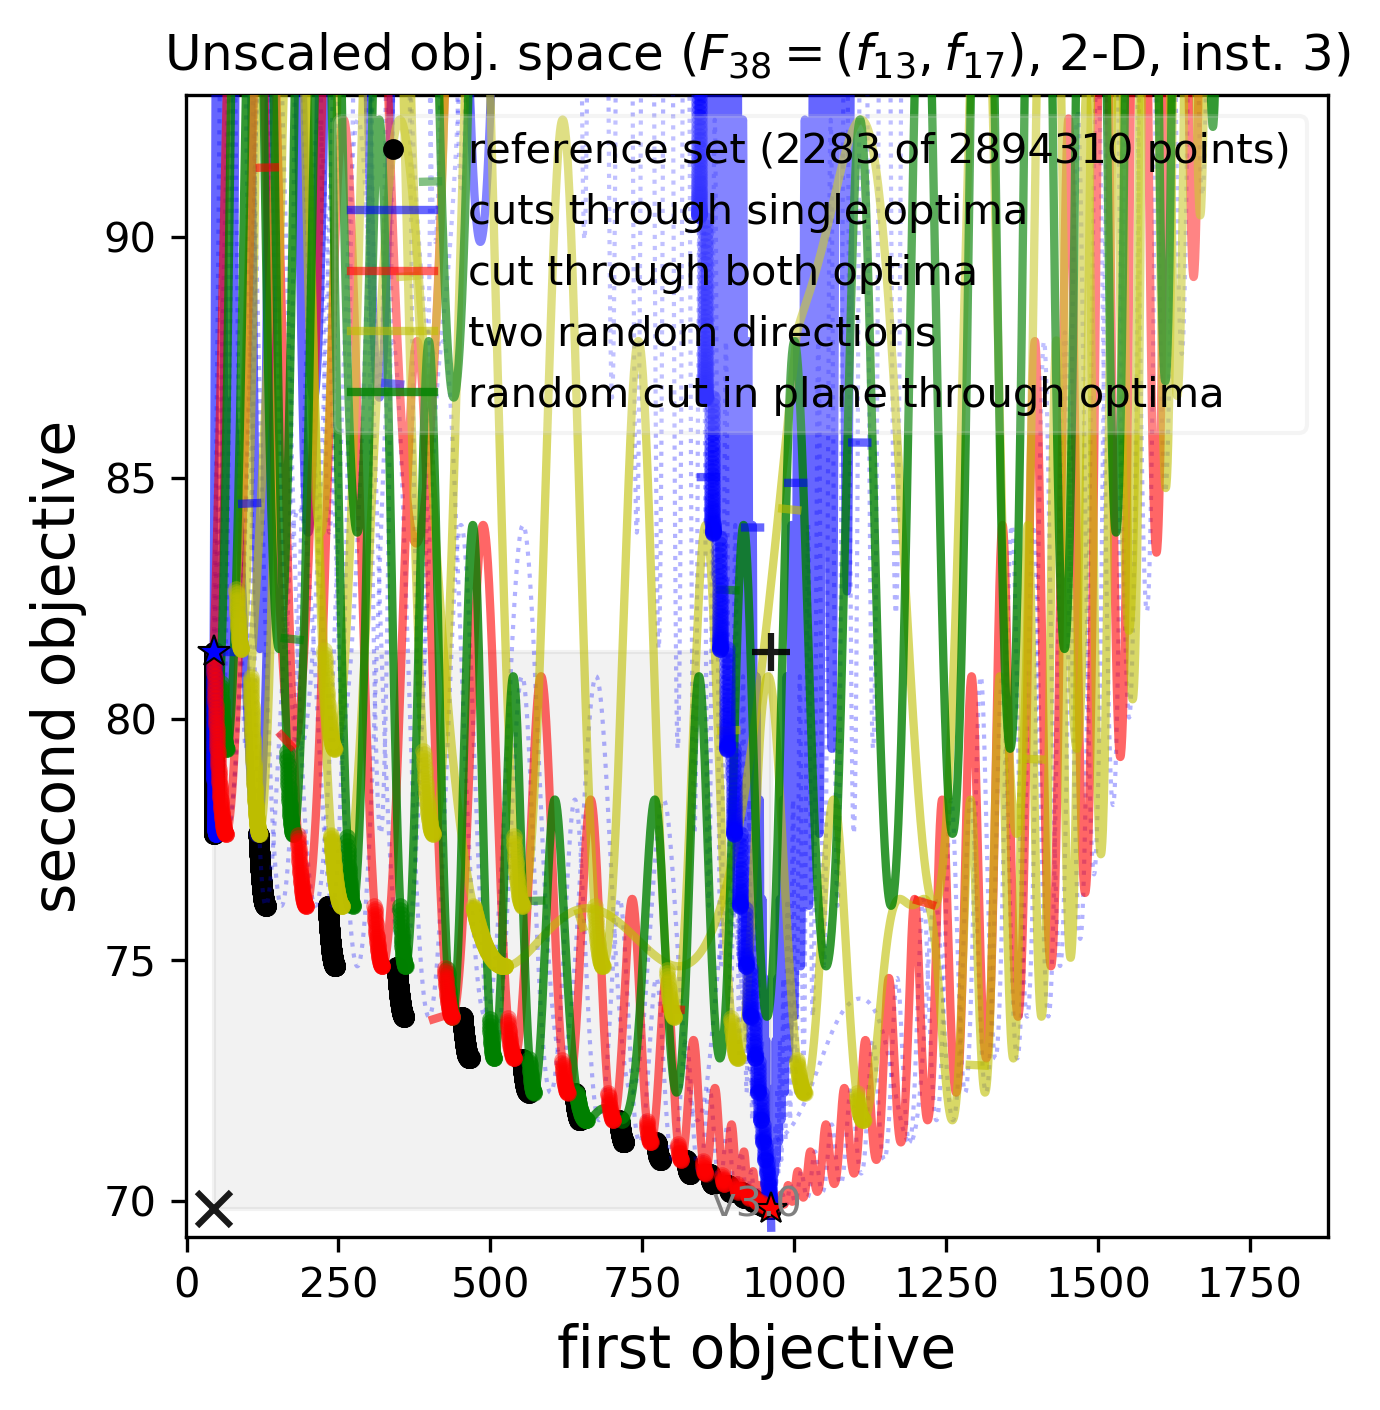 Unscaled obj. space (F38 = (f13, f17), 2-D, inst. 3)
reference set (2283 of 2894310 points)
cuts through single optima
cut through both optima
two random directions
random cut in plane through optima
second objective
90
85
80
75
70
0 250 500 750 1000 1250 1500 1750
first objective